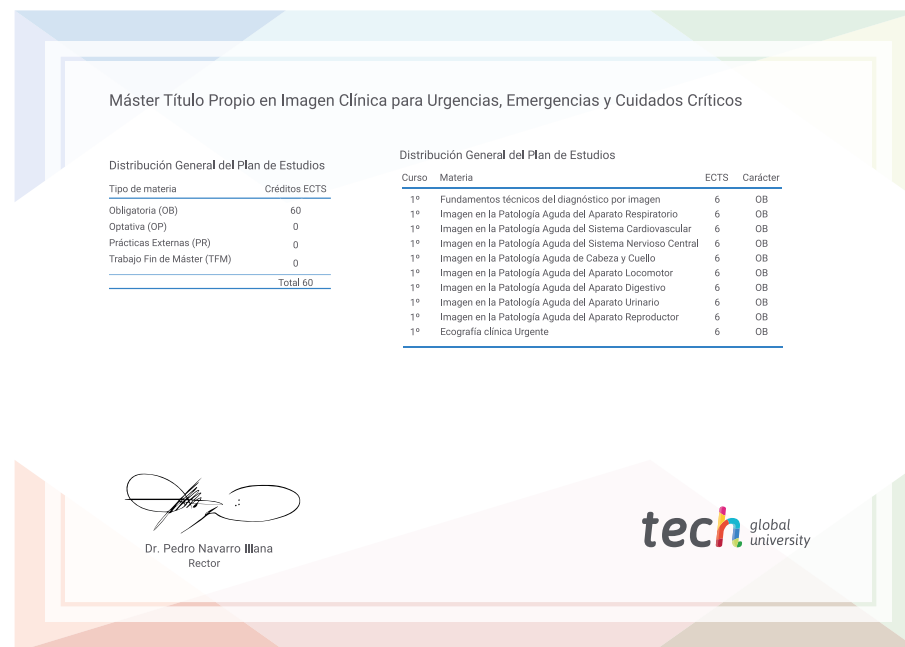 Máster Título Propio en Imagen Clínica para Urgencias, Emergencias y Cuidados Críticos
Distribución General del Plan de Estudios
Tipo de materia Créditos ECTS
Obligatoria (OB) 60
Optativa (OP) 0
Prácticas Externas (PR) 0
Trabajo Fin de Máster (TFM) 0
Total 60
Distribución General del Plan de Estudios
Curso Materia ECTS Carácter
1º Fundamentos técnicos del diagnóstico por imagen 6 OB
1º Imagen en la Patología Aguda del Aparato Respiratorio 6 OB
1º Imagen en la Patología Aguda del Sistema Cardiovascular 6 OB
1º Imagen en la Patología Aguda del Sistema Nervioso Central 6 OB
1º Imagen en la Patología Aguda de Cabeza y Cuello 6 OB
1º Imagen en la Patología Aguda del Aparato Locomotor 6 OB
1º Imagen en la Patología Aguda del Aparato Digestivo 6 OB
1º Imagen en la Patología Aguda del Aparato Urinario 6 OB
1º Imagen en la Patología Aguda del Aparato Reproductor 6 OB
1º Ecografía clínica Urgente 6 OB
Dr. Pedro Navarro Illana
Rector
tech global
university